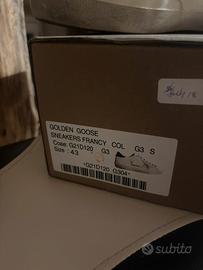 GOLDEN GOOSE
SNEAKERS FRANCY COL G3 S
Code: G21D120 G3
Size : 43
*G21D120 G304*
subito